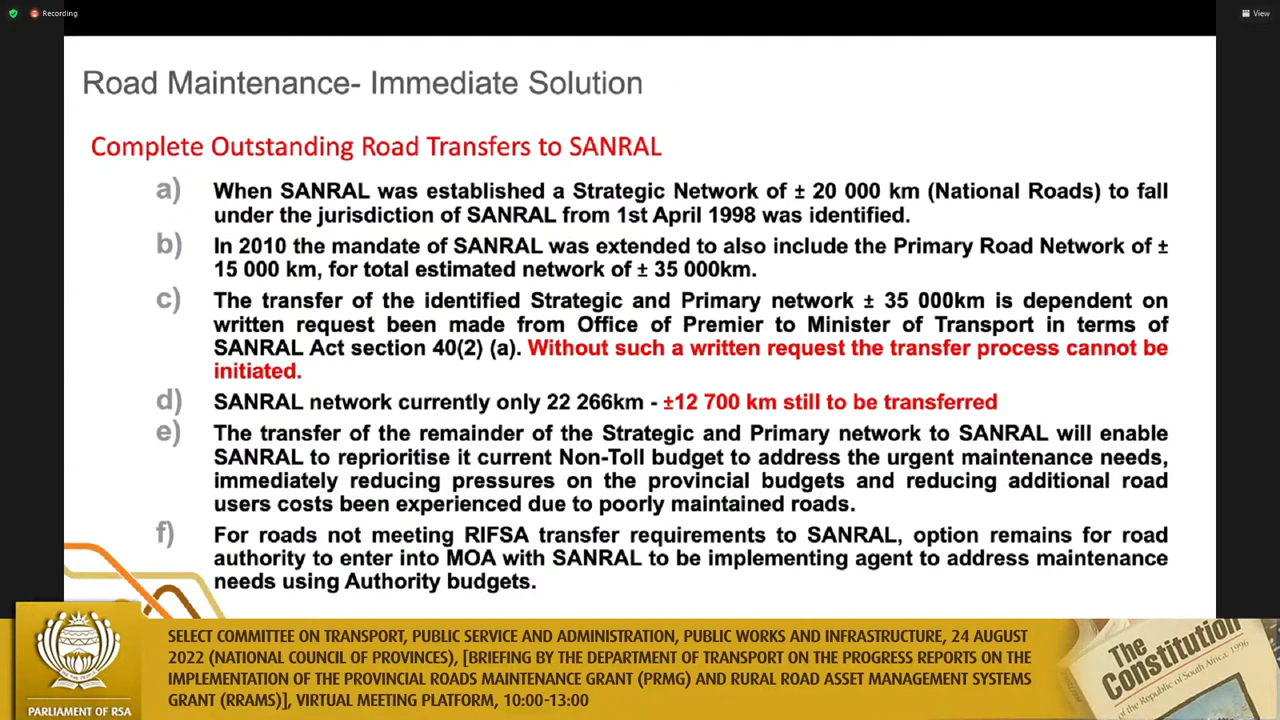 Recording
View
Road Maintenance- Immediate Solution
Complete Outstanding Road Transfers to SANRAL
a) When SANRAL was established a Strategic Network of ± 20 000 km (National Roads) to fall
under the jurisdiction of SANRAL from 1st April 1998 was identified.
b) In 2010 the mandate of SANRAL was extended to also include the Primary Road Network of ±
15 000 km, for total estimated network of ± 35 000km.
c) The transfer of the identified Strategic and Primary network ± 35 000km is dependent on
written request been made from Office of Premier to Minister of Transport in terms of
SANRAL Act section 40(2) (a). Without such a written request the transfer process cannot be
initiated.
d) SANRAL network currently only 22 266km - ±12 700 km still to be transferred
e) The transfer of the remainder of the Strategic and Primary network to SANRAL will enable
SANRAL to reprioritise it current Non-Toll budget to address the urgent maintenance needs,
immediately reducing pressures on the provincial budgets and reducing additional road
users costs been experienced due to poorly maintained roads.
f) For roads not meeting RIFSA transfer requirements to SANRAL, option remains for road
authority to enter into MOA with SANRAL to be implementing agent to address maintenance
needs using Authority budgets.
SELECT COMMITTEE ON TRANSPORT, PUBLIC SERVICE AND ADMINISTRATION, PUBLIC WORKS AND INFRASTRUCTURE, 24 AUGUST
2022 (NATIONAL COUNCIL OF PROVINCES), [BRIEFING BY THE DEPARTMENT OF TRANSPORT ON THE PROGRESS REPORTS ON THE
IMPLEMENTATION OF THE PROVINCIAL ROADS MAINTENANCE GRANT (PRMG) AND RURAL ROAD ASSET MANAGEMENT SYSTEMS
GRANT (RRAMS)], VIRTUAL MEETING PLATFORM, 10:00-13:00
PARLIAMENT OF RSA
The
Constitution
of the Republic of South Africa, 1996